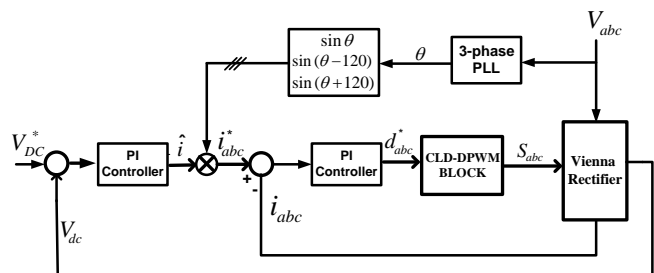 V_abc
sin θ
sin (θ−120)
sin (θ+120)
θ
3-phase
PLL
V_DC^*
PI
Controller
î
i_abc^*
+
-
PI
Controller
d_abc^*
CLD-DPWM
BLOCK
S_abc
Vienna
Rectifier
V_dc
i_abc